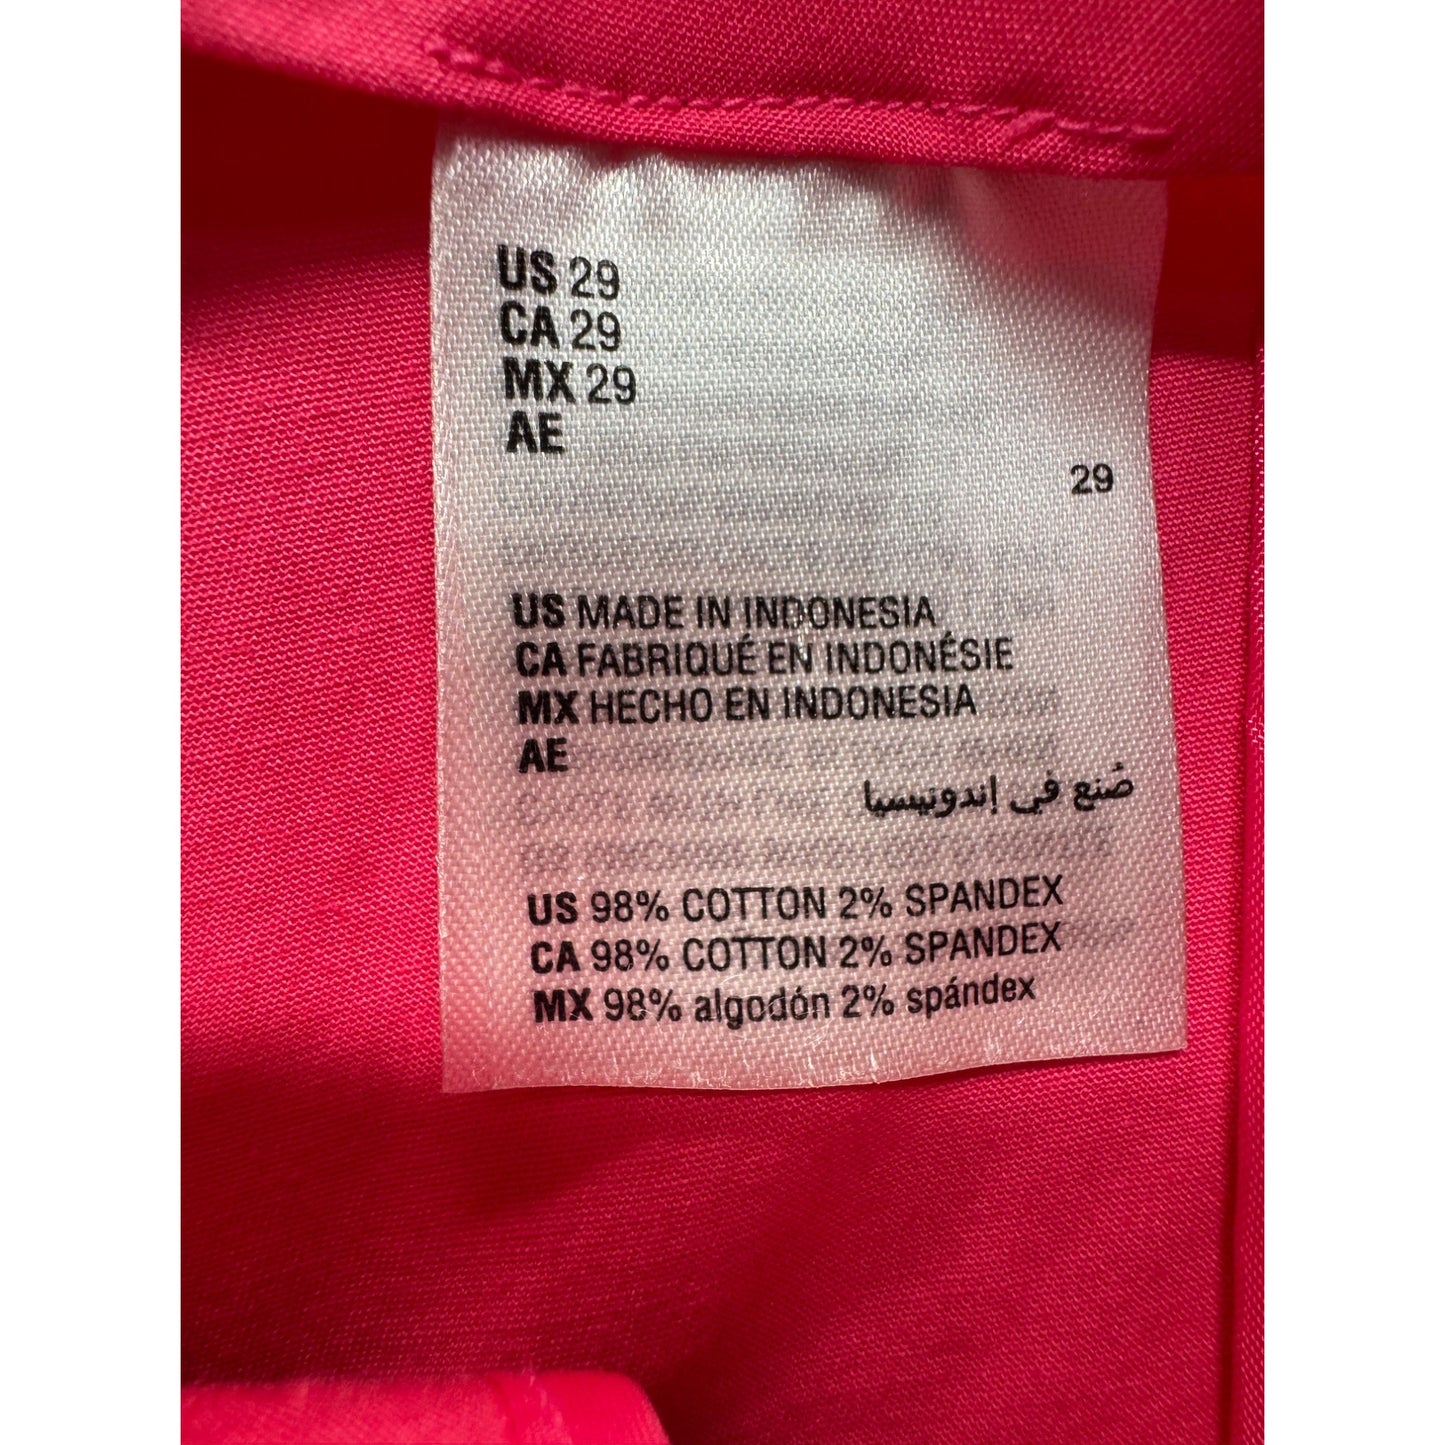 US 29
CA 29
MX 29
AE
29
US MADE IN INDONESIA
CA FABRIQUÉ EN INDONÉSIE
MX HECHO EN INDONESIA
AE
صُنع في إندونيسيا
US 98% COTTON 2% SPANDEX
CA 98% COTTON 2% SPANDEX
MX 98% algodón 2% spándex